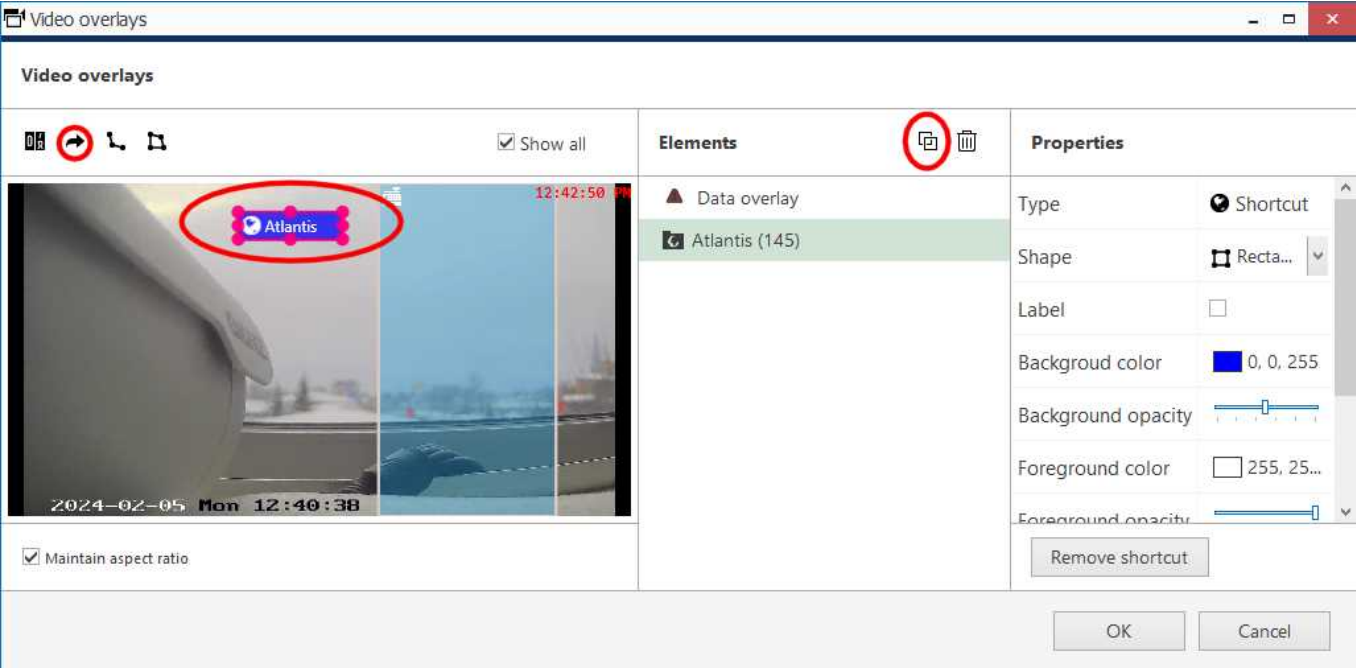 Video overlays
Video overlays
Show all
Elements
Properties
12:42:50 PM
Atlantis
2024-02-05 Mon 12:40:38
Maintain aspect ratio
Data overlay
Atlantis (145)
Type
Shortcut
Shape
Recta...
Label
Backgroud color
0, 0, 255
Background opacity
Foreground color
255, 25...
Foreground opacity
Remove shortcut
OK
Cancel